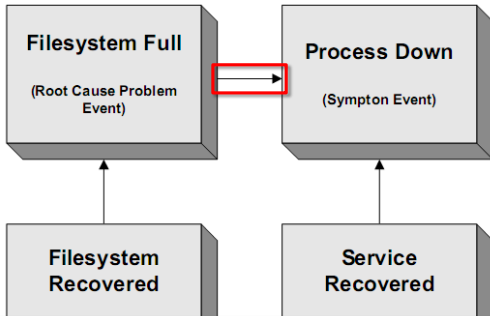 Filesystem Full
(Root Cause Problem
Event)
Process Down
(Sympton Event)
Filesystem
Recovered
Service
Recovered